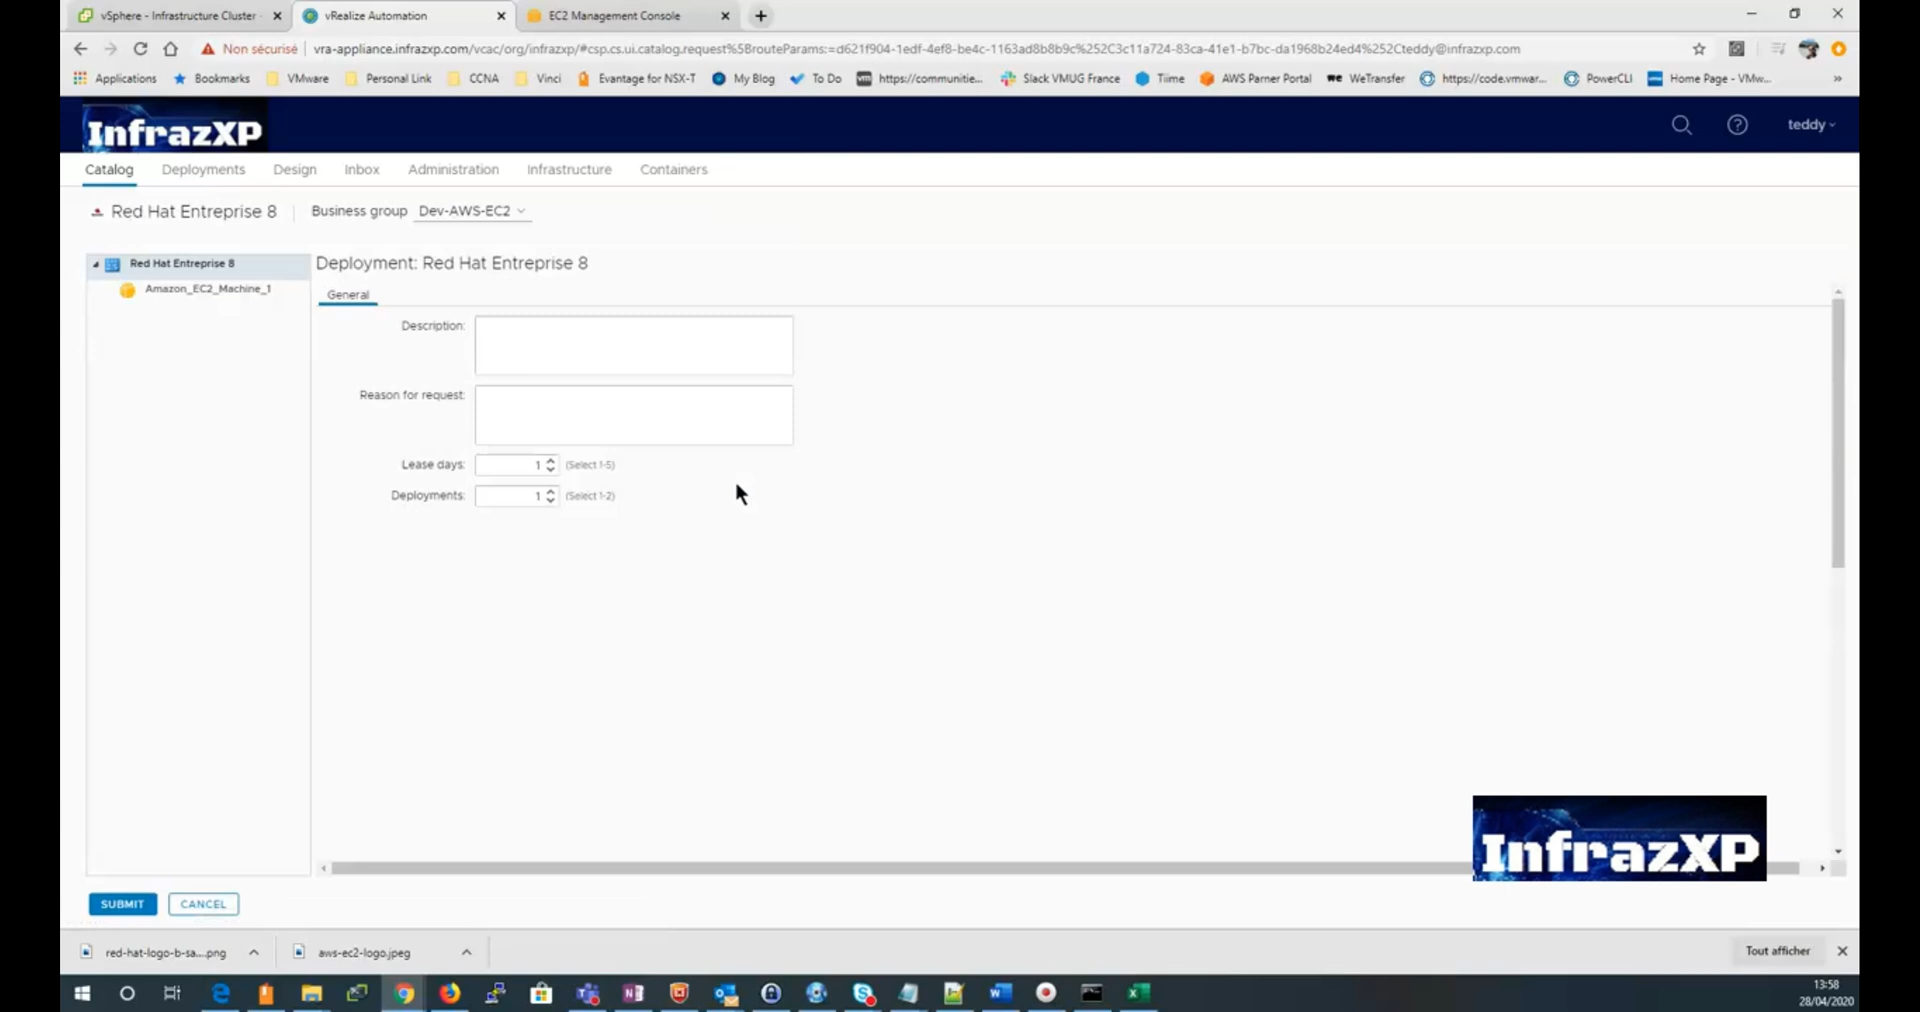 vSphere - Infrastructure Cluster
vRealize Automation
EC2 Management Console
Non sécurisé
vra-appliance.infrazxp.com/vcac/org/infrazxp/#csp.cs.ui.catalog.request%5BrouteParams:=d621f904-1edf-4ef8-be4c-1163ad8b8b9c%252C3c11a724-83ca-41e1-b7bc-da1968b24ed4%252Cteddy@infrazxp.com
Applications
Bookmarks
VMware
Personal Link
CCNA
Vinci
Evantage for NSX-T
My Blog
To Do
https://communitie...
Slack VMUG France
Tiime
AWS Parner Portal
WeTransfer
https://code.vmwar...
PowerCLI
Home Page - VMw...
»
InfrazXP
teddy
Catalog
Deployments
Design
Inbox
Administration
Infrastructure
Containers
Red Hat Entreprise 8
Business group
Dev-AWS-EC2
Red Hat Entreprise 8
Amazon_EC2_Machine_1
Deployment: Red Hat Entreprise 8
General
Description:
Reason for request:
Lease days:
1
(Select 1-5)
Deployments:
1
(Select 1-2)
InfrazXP
SUBMIT
CANCEL
red-hat-logo-b-sa....png
aws-ec2-logo.jpeg
Tout afficher
13:58
28/04/2020